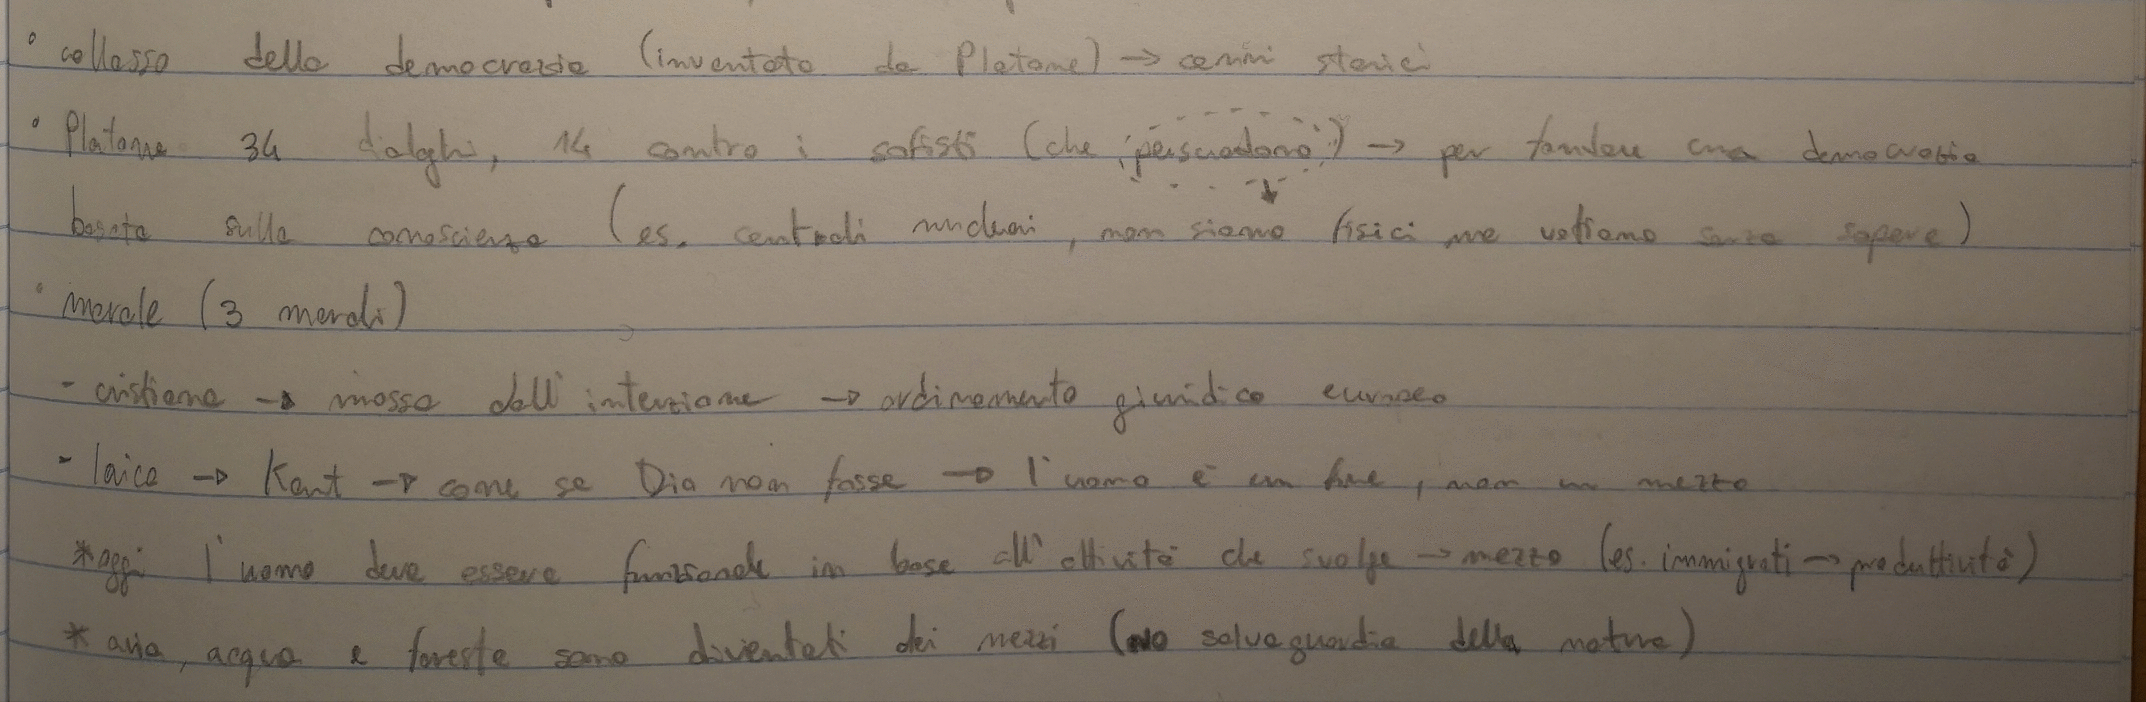 • collasso della democrazia (inventata da Platone) → cenni storici
• Platone 34 dialoghi, 14 contro i sofisti (che persuadono) → per fondare una democrazia
basata sulla conoscienza (es. centrali nucleari, non siamo fisici ma votiamo senza sapere)
• morale (3 morali)
- cristiana → mossa dall'intenzione → ordinamento giuridico europeo
- laica → Kant → come se Dio non fosse → l'uomo è un fine, non un mezzo
*oggi l'uomo deve essere funzionale in base all'attività che svolge → mezzo (es. immigrati → produttività)
* aria, acqua e foreste sono diventati dei mezzi (no salvaguardia della natura)